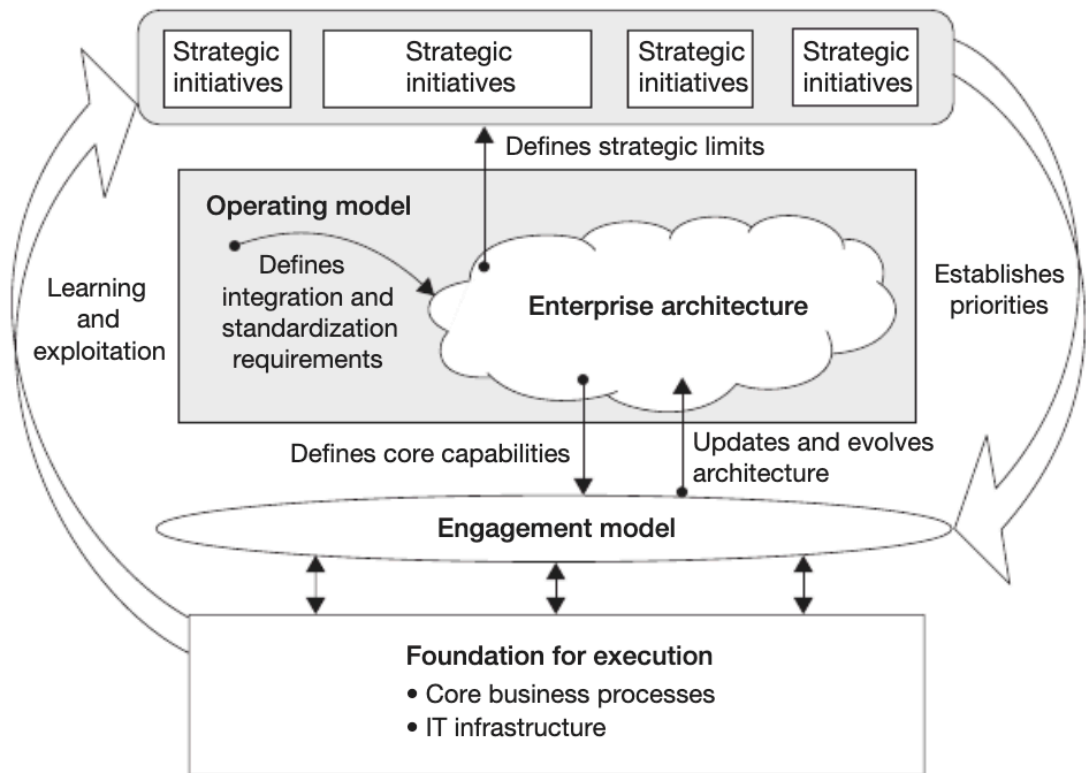 Strategic
initiatives
Strategic
initiatives
Strategic
initiatives
Strategic
initiatives
Defines strategic limits
Operating model
Defines
integration and
standardization
requirements
Enterprise architecture
Learning
and
exploitation
Establishes
priorities
Defines core capabilities
Updates and evolves
architecture
Engagement model
Foundation for execution
• Core business processes
• IT infrastructure